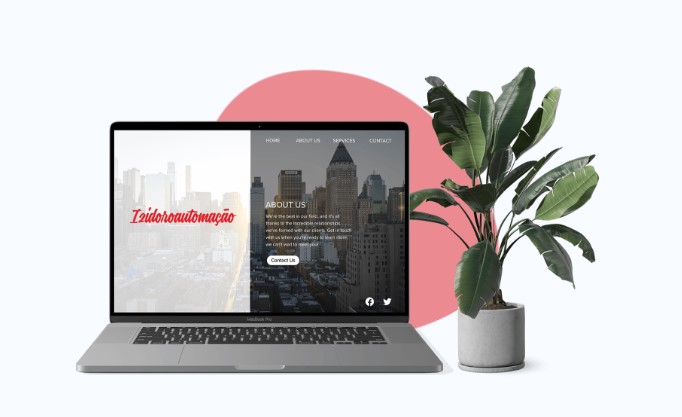 HOME ABOUT US SERVICES CONTACT
Izidoroautomação
ABOUT US
We're the best in our field, and it's all
thanks to the incredible relationships
we've formed with our clients. Get in touch
with us when you're ready to learn more;
we can't wait to meet you!
Contact Us
MacBook Pro